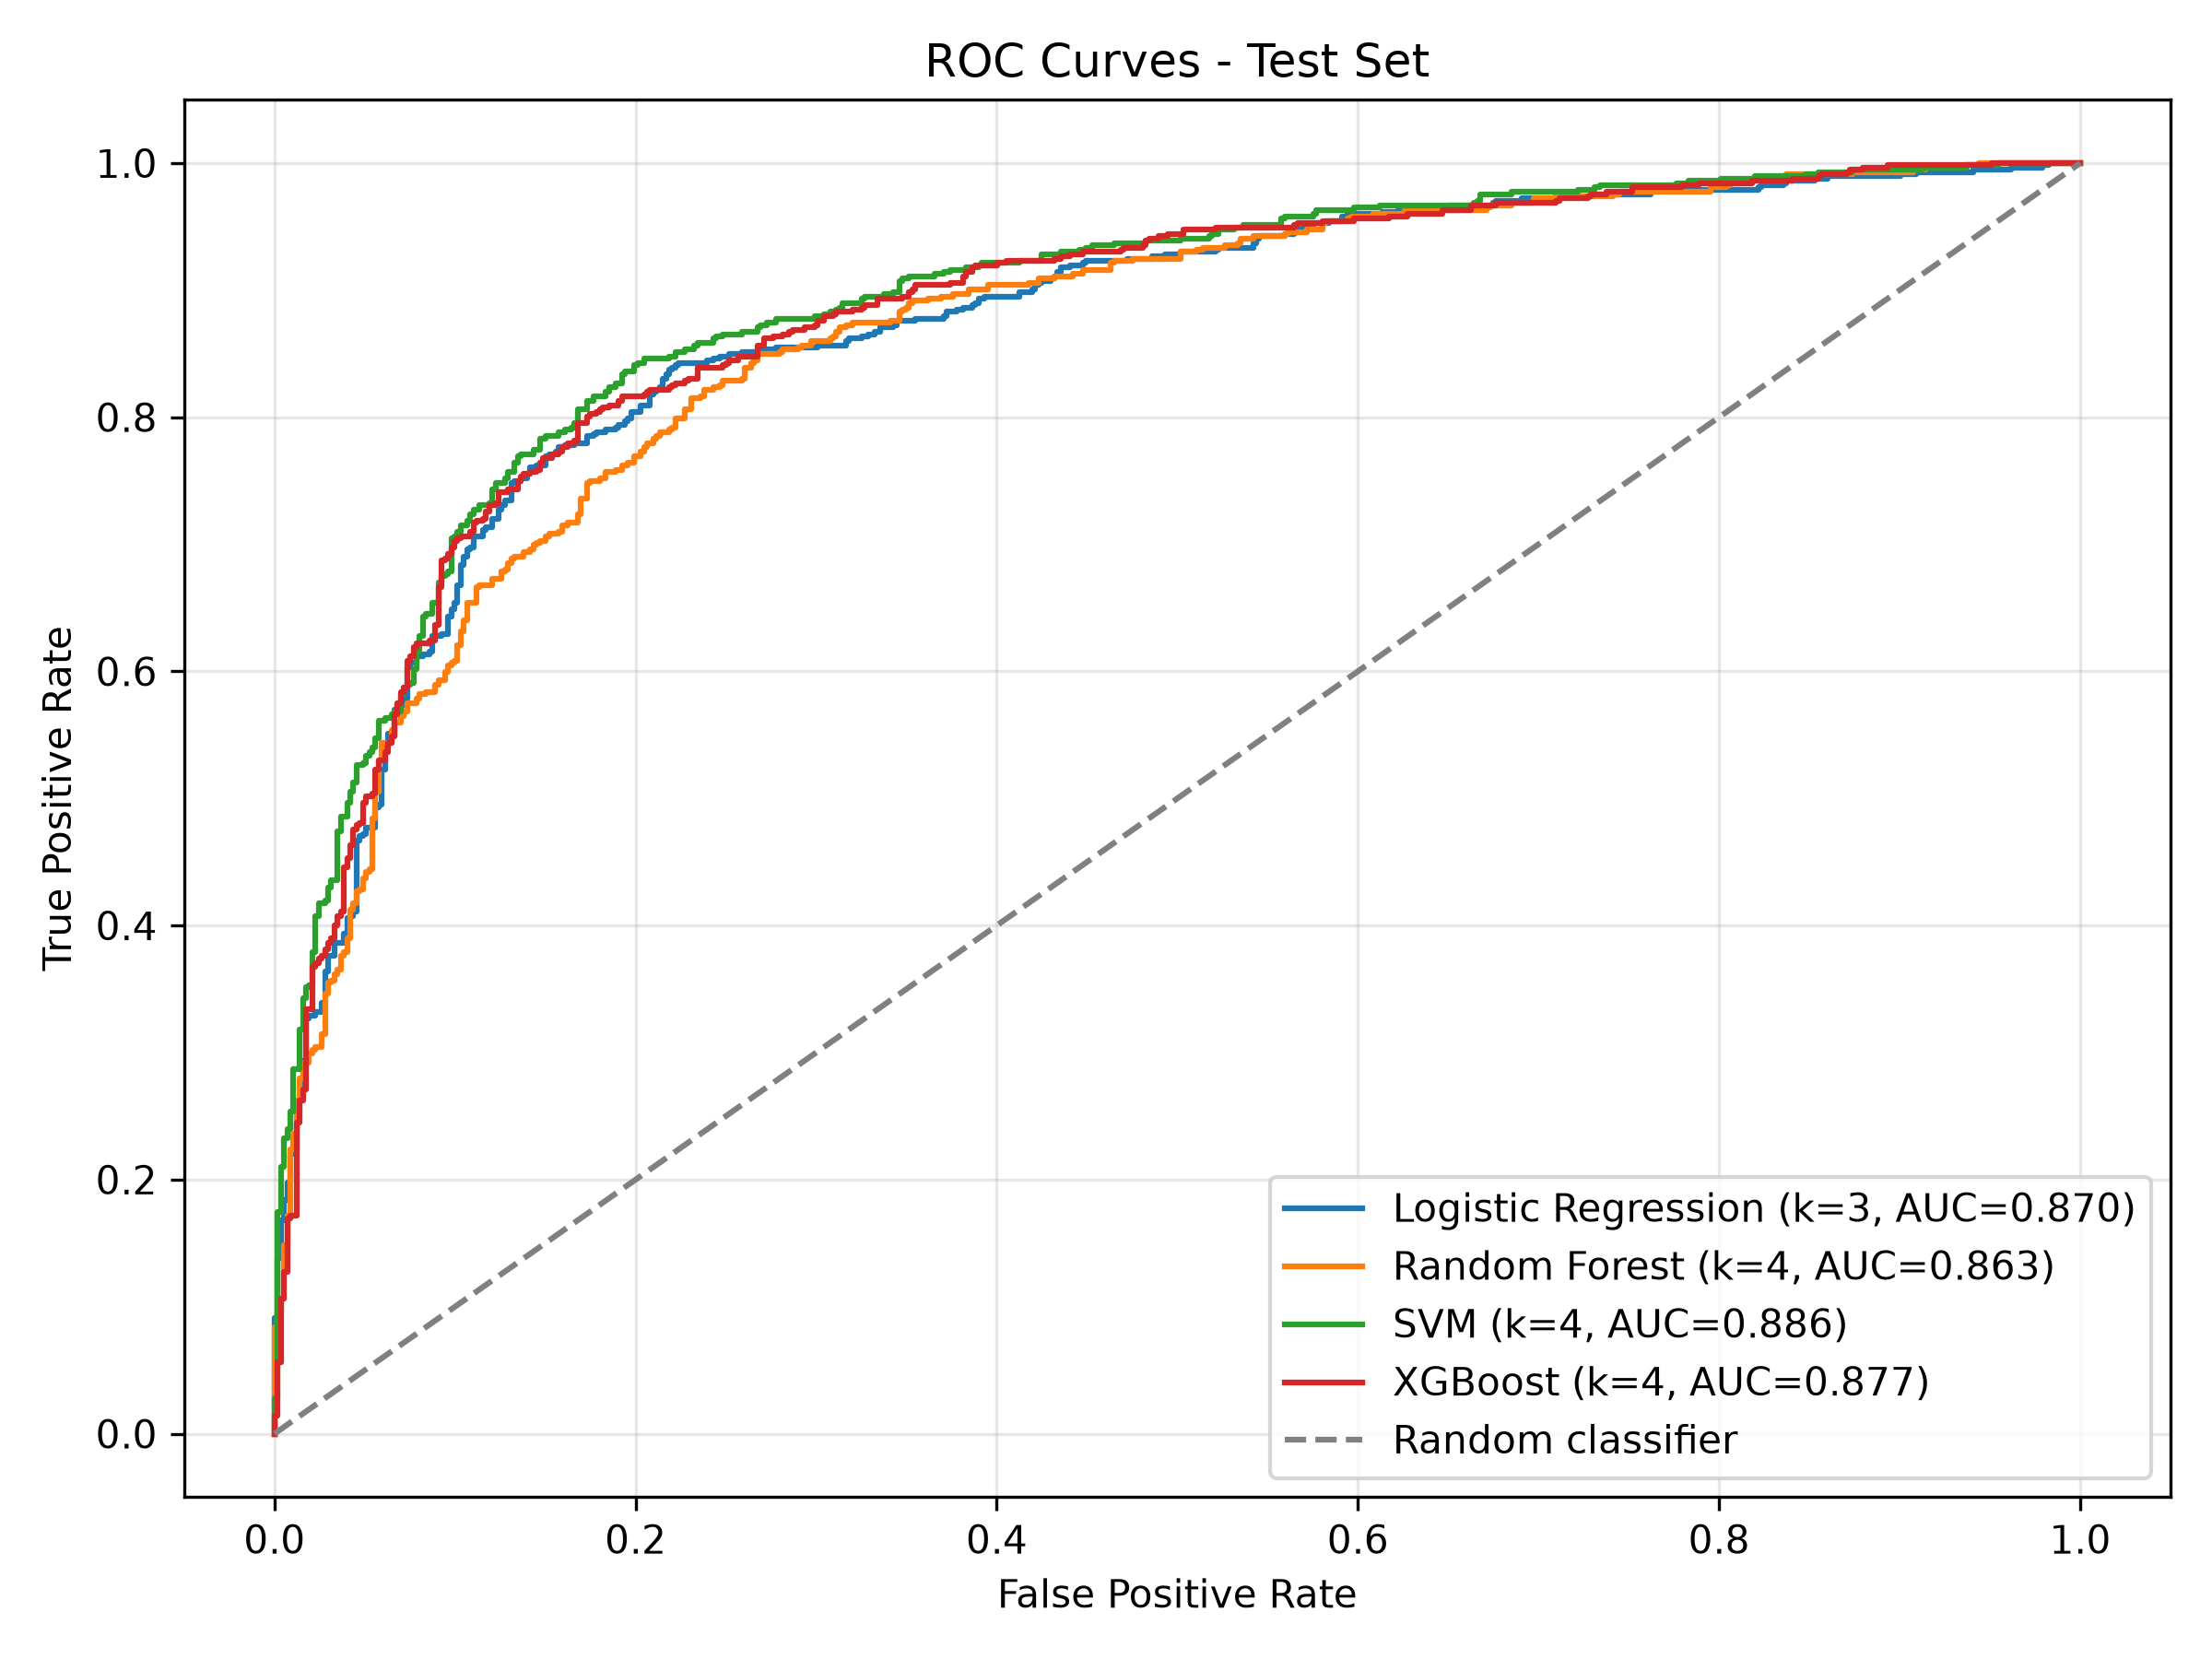 ROC Curves - Test Set
True Positive Rate
1.0
0.8
0.6
0.4
0.2
0.0
Logistic Regression (k=3, AUC=0.870)
Random Forest (k=4, AUC=0.863)
SVM (k=4, AUC=0.886)
XGBoost (k=4, AUC=0.877)
Random classifier
0.0 0.2 0.4 0.6 0.8 1.0
False Positive Rate